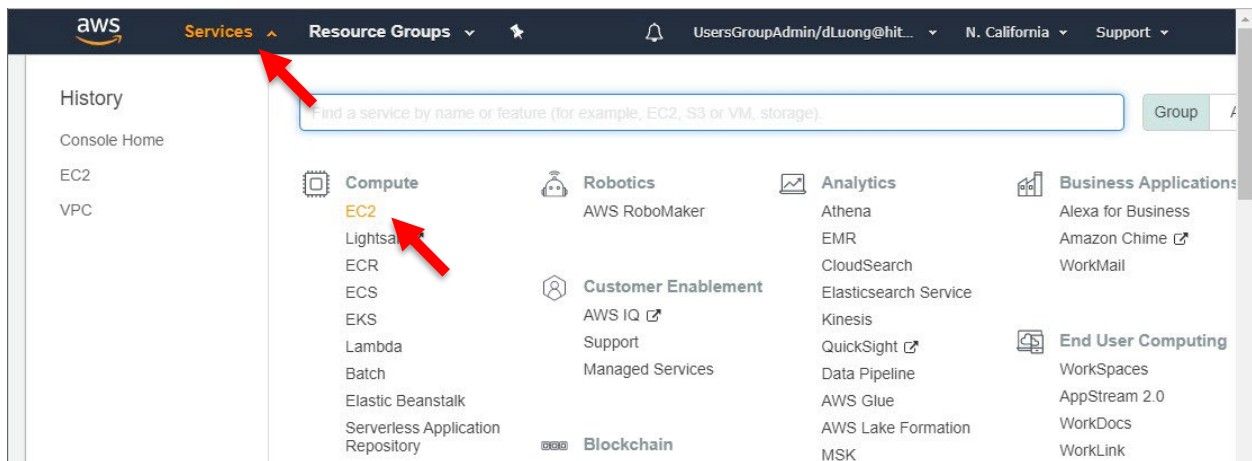 aws
Services
Resource Groups
UsersGroupAdmin/dLuong@hit...
N. California
Support
History
Console Home
EC2
VPC
Find a service by name or feature (for example, EC2, S3 or VM, storage).
Group
Compute
EC2
ECR
ECS
EKS
Lambda
Batch
Elastic Beanstalk
Serverless Application
Repository
Robotics
AWS RoboMaker
Customer Enablement
AWS IQ
Support
Managed Services
Blockchain
Analytics
Athena
EMR
CloudSearch
Elasticsearch Service
Kinesis
QuickSight
Data Pipeline
AWS Glue
AWS Lake Formation
MSK
Business Applications
Alexa for Business
Amazon Chime
WorkMail
End User Computing
WorkSpaces
AppStream 2.0
WorkDocs
WorkLink